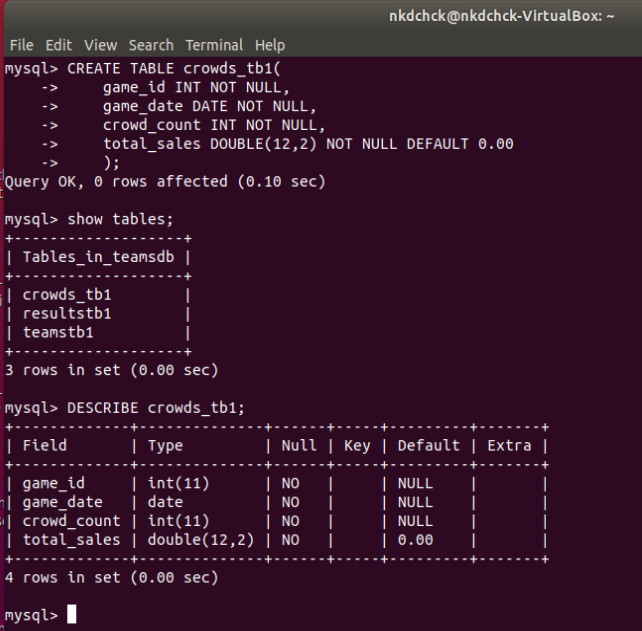 nkdchck@nkdchck-VirtualBox: ~
File Edit View Search Terminal Help
mysql> CREATE TABLE crowds_tb1(
    ->     game_id INT NOT NULL,
    ->     game_date DATE NOT NULL,
    ->     crowd_count INT NOT NULL,
    ->     total_sales DOUBLE(12,2) NOT NULL DEFAULT 0.00
    ->     );
Query OK, 0 rows affected (0.10 sec)

mysql> show tables;
+-------------------+
| Tables_in_teamsdb |
+-------------------+
| crowds_tb1        |
| resultstb1        |
| teamstb1          |
+-------------------+
3 rows in set (0.00 sec)

mysql> DESCRIBE crowds_tb1;
+-------------+--------------+------+-----+---------+-------+
| Field       | Type         | Null | Key | Default | Extra |
+-------------+--------------+------+-----+---------+-------+
| game_id     | int(11)      | NO   |     | NULL    |       |
| game_date   | date         | NO   |     | NULL    |       |
| crowd_count | int(11)      | NO   |     | NULL    |       |
| total_sales | double(12,2) | NO   |     | 0.00    |       |
+-------------+--------------+------+-----+---------+-------+
4 rows in set (0.00 sec)

mysql>